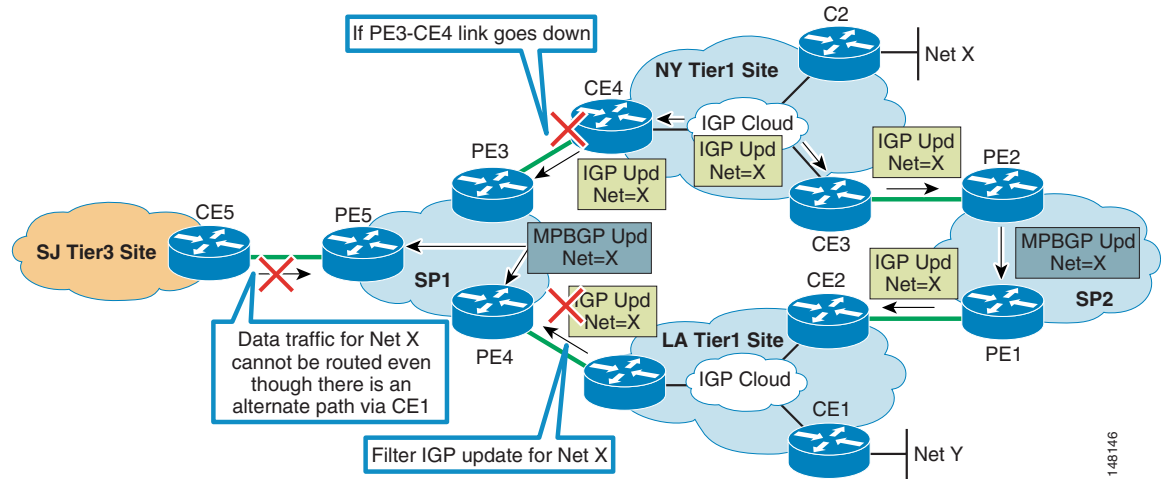 If PE3-CE4 link goes down
C2
Net X
NY Tier1 Site
CE4
IGP Cloud
PE3
IGP Upd
Net=X
IGP Upd
Net=X
IGP Upd
Net=X
PE2
CE3
CE5
PE5
SJ Tier3 Site
MPBGP Upd
Net=X
SP1
MPBGP Upd
Net=X
SP2
IGP Upd
Net=X
CE2
IGP Upd
Net=X
PE4
LA Tier1 Site
PE1
Data traffic for Net X
cannot be routed even
though there is an
alternate path via CE1
IGP Cloud
CE1
Filter IGP update for Net X
Net Y
148146